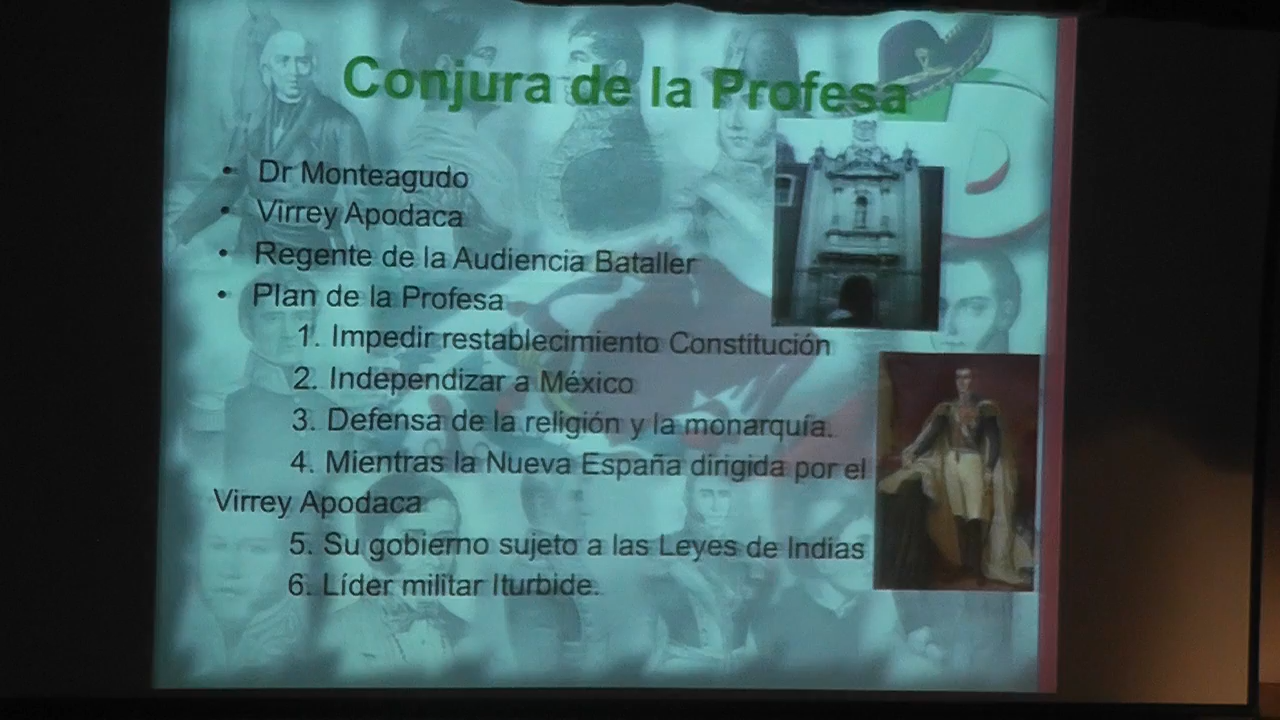 Conjura de la Profesa
• Dr Monteagudo
• Virrey Apodaca
• Regente de la Audiencia Bataller
• Plan de la Profesa
1. Impedir restablecimiento Constitución
2. Independizar a México
3. Defensa de la religión y la monarquía.
4. Mientras la Nueva España dirigida por el
Virrey Apodaca
5. Su gobierno sujeto a las Leyes de Indias
6. Líder militar Iturbide.